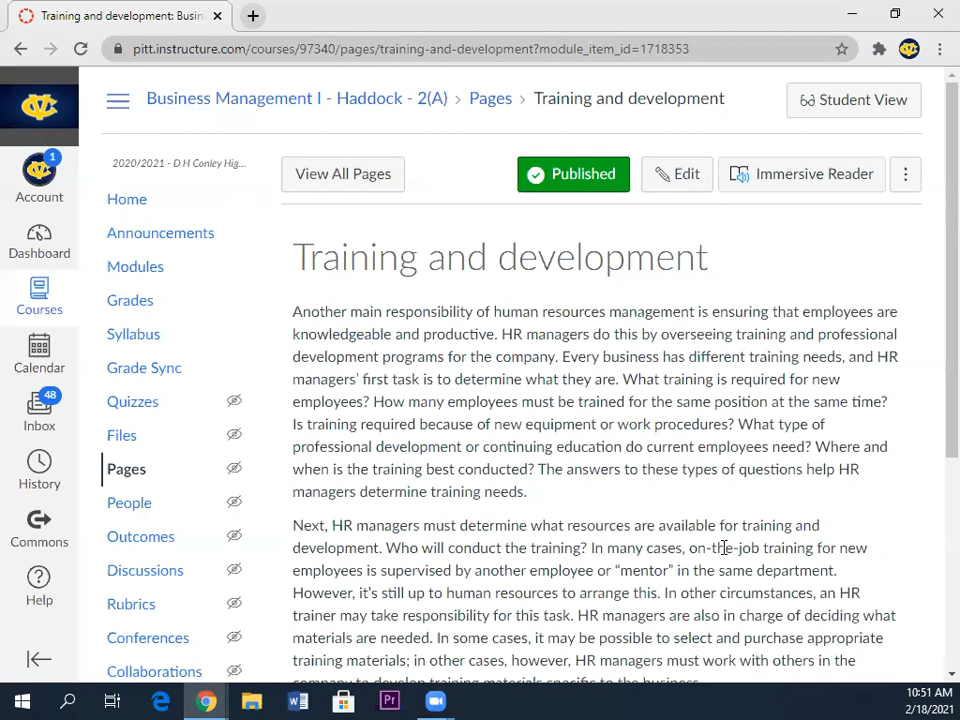 Training and development: Busin
pitt.instructure.com/courses/97340/pages/training-and-development?module_item_id=1718353
Business Management I - Haddock - 2(A) > Pages > Training and development
Student View
1
Account
Dashboard
Courses
Calendar
48
Inbox
History
Commons
Help
2020/2021 - D H Conley Hig...
Home
Announcements
Modules
Grades
Syllabus
Grade Sync
Quizzes
Files
Pages
People
Outcomes
Discussions
Rubrics
Conferences
Collaborations
View All Pages
Published
Edit
Immersive Reader
Training and development
Another main responsibility of human resources management is ensuring that employees are
knowledgeable and productive. HR managers do this by overseeing training and professional
development programs for the company. Every business has different training needs, and HR
managers’ first task is to determine what they are. What training is required for new
employees? How many employees must be trained for the same position at the same time?
Is training required because of new equipment or work procedures? What type of
professional development or continuing education do current employees need? Where and
when is the training best conducted? The answers to these types of questions help HR
managers determine training needs.
Next, HR managers must determine what resources are available for training and
development. Who will conduct the training? In many cases, on-the-job training for new
employees is supervised by another employee or “mentor” in the same department.
However, it’s still up to human resources to arrange this. In other circumstances, an HR
trainer may take responsibility for this task. HR managers are also in charge of deciding what
materials are needed. In some cases, it may be possible to select and purchase appropriate
training materials; in other cases, however, HR managers must work with others in the
company to develop training materials specific to the business.
10:51 AM
2/18/2021